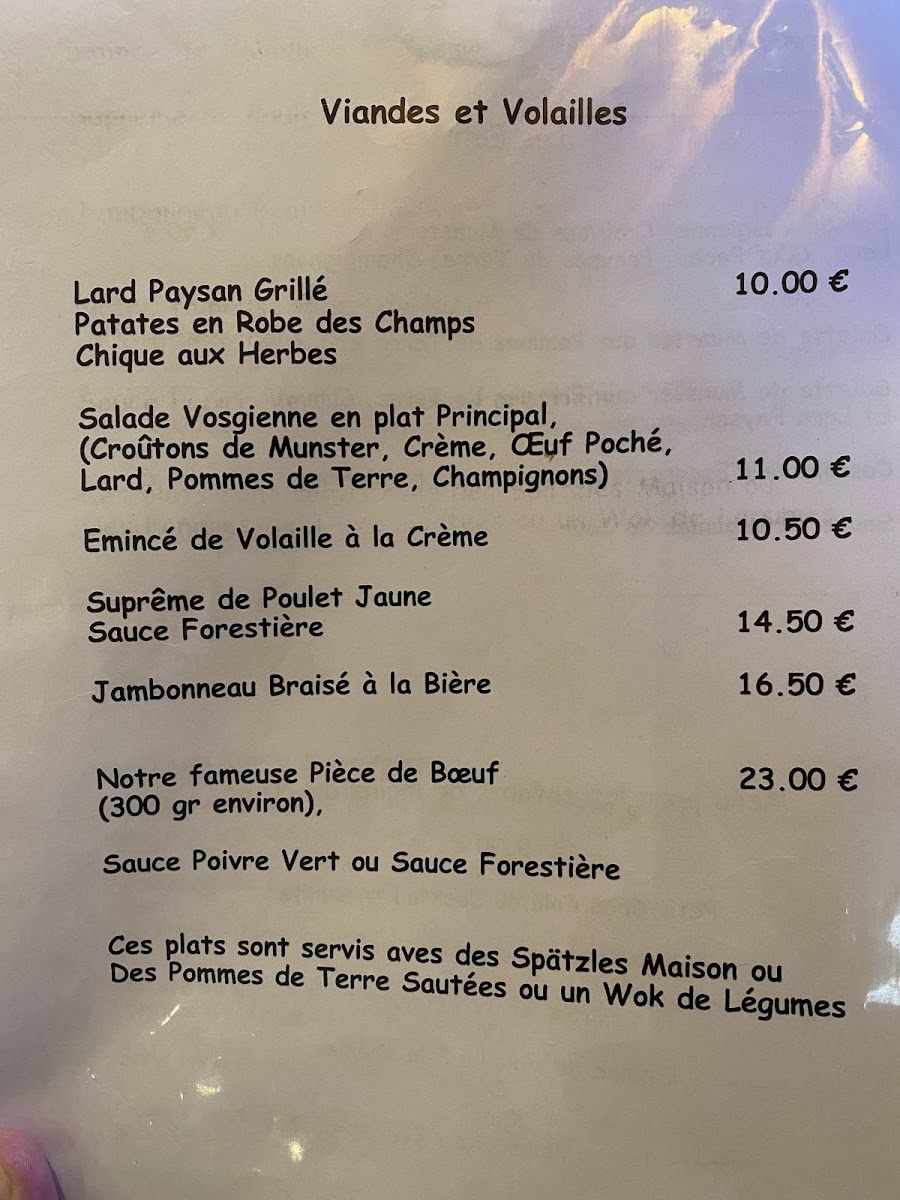 Viandes et Volailles
Lard Paysan Grillé 10.00 €
Patates en Robe des Champs
Chique aux Herbes
Salade Vosgienne en plat Principal,
(Croûtons de Munster, Crème, Œuf Poché,
Lard, Pommes de Terre, Champignons) 11.00 €
Emincé de Volaille à la Crème 10.50 €
Suprême de Poulet Jaune
Sauce Forestière 14.50 €
Jambonneau Braisé à la Bière 16.50 €
Notre fameuse Pièce de Bœuf 23.00 €
(300 gr environ),
Sauce Poivre Vert ou Sauce Forestière
Ces plats sont servis aves des Spätzles Maison ou
Des Pommes de Terre Sautées ou un Wok de Légumes